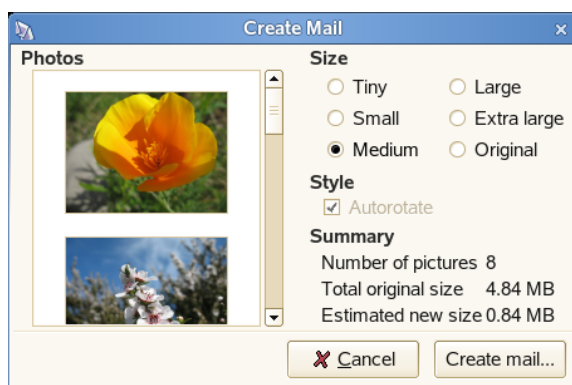 Create Mail
Photos
Size
Tiny
Large
Small
Extra large
Medium
Original
Style
Autorotate
Summary
Number of pictures 8
Total original size 4.84 MB
Estimated new size 0.84 MB
Cancel
Create mail...